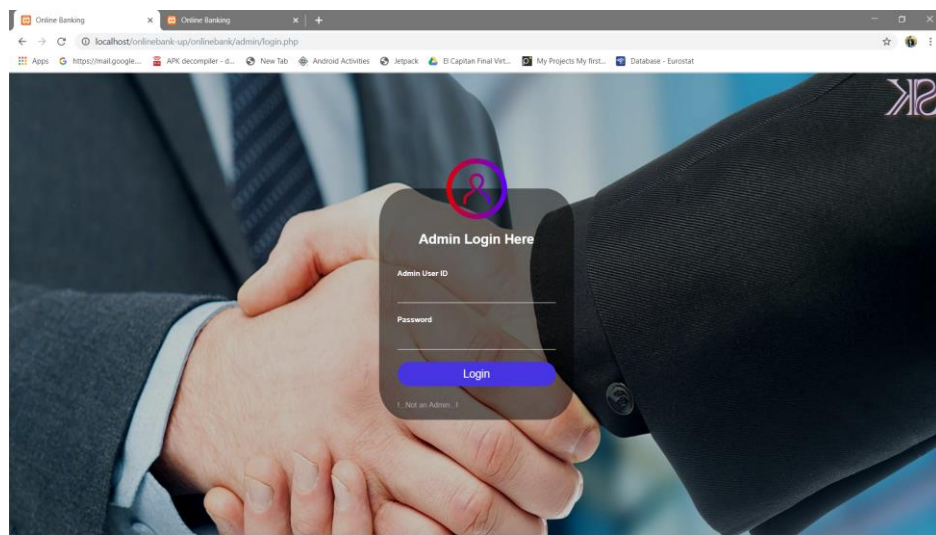 Online Banking
Online Banking
localhost/onlinebank-up/onlinebank/admin/login.php
Apps https://mail.google... APK decompiler - d... New Tab Android Activities Jetpack El Capitan Final Virt... My Projects My first... Database - Eurostat
SK
Admin Login Here
Admin User ID
Password
Login
!...Not an Admin...!